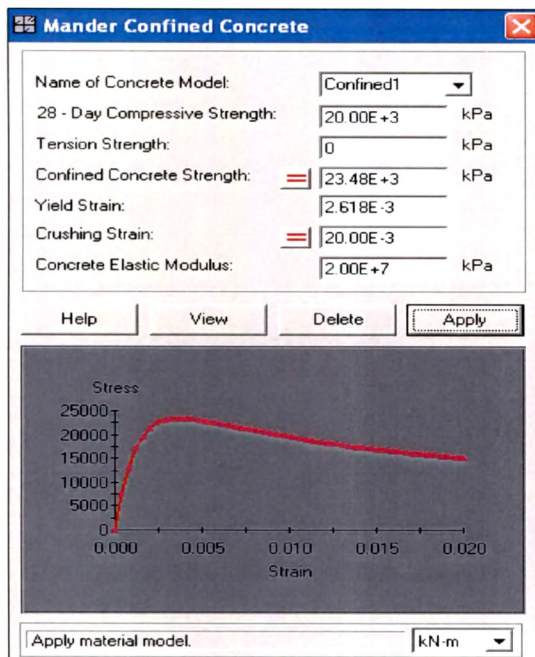 Mander Confined Concrete
Name of Concrete Model: Confined1
28 - Day Compressive Strength: 20.00E+3 kPa
Tension Strength: 0 kPa
Confined Concrete Strength: 23.48E+3 kPa
Yield Strain: 2.618E-3
Crushing Strain: 20.00E-3
Concrete Elastic Modulus: 2.00E+7 kPa
Help View Delete Apply
Stress
25000
20000
15000
10000
5000
0
0.000 0.005 0.010 0.015 0.020
Strain
Apply material model. kN-m